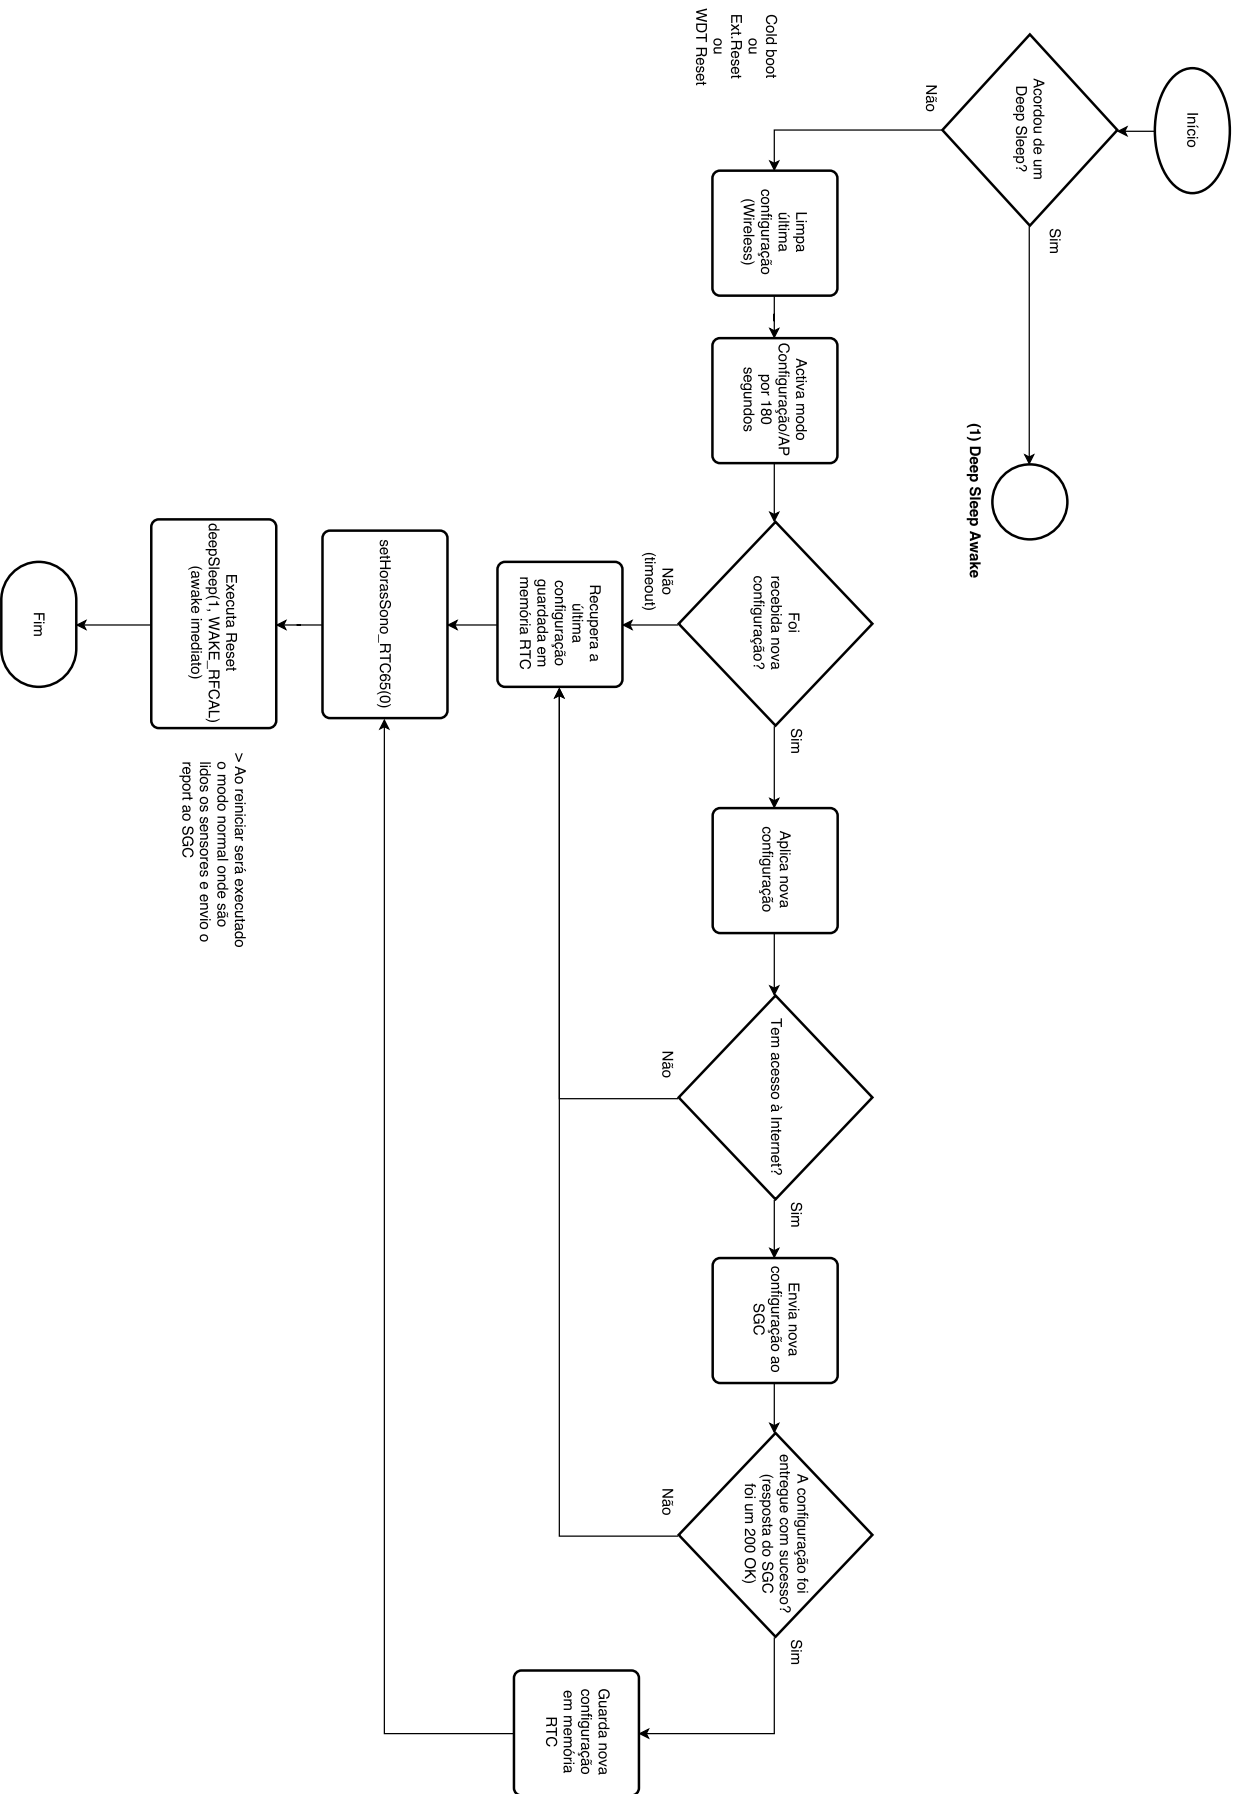 Início
Acordou de um
Deep Sleep?
Sim
(1) Deep Sleep Awake
Não
Cold boot
ou
Ext.Reset
ou
WDT Reset
Limpa
última
configuração
(Wireless)
Activa modo
Configuração/AP
por 180
segundos
Foi
recebida nova
configuração?
Sim
Aplica nova
configuração
Tem acesso à Internet?
Sim
Envia nova
configuração ao
SGC
A configuração foi
entregue com sucesso?
(resposta do SGC
foi um 200 OK)
Sim
Não
(timeout)
Não
Não
Recupera a
última
configuração
guardada em
memória RTC
Guarda nova
configuração
em memória
RTC
setHorasSono_RTC65(0)
Executa Reset
deepSleep(1, WAKE_RFCAL)
(awake imediato)
> Ao reiniciar será executado
o modo normal onde são
lidos os sensores e envio o
report ao SGC
Fim